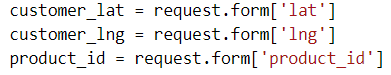 customer_lat = request.form['lat']
customer_lng = request.form['lng']
product_id = request.form['product_id']